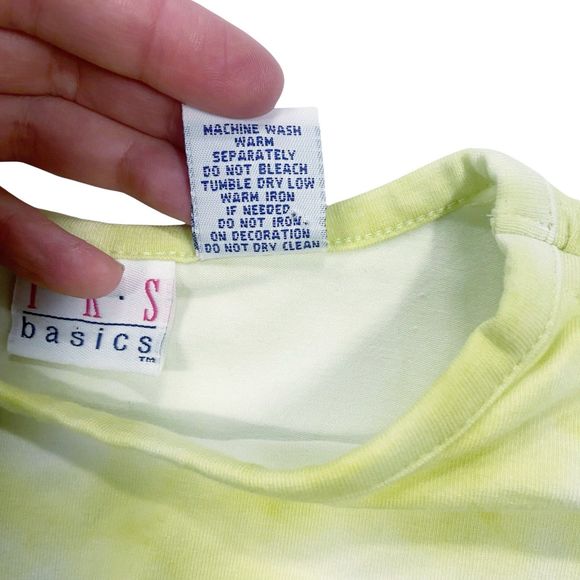 MACHINE WASH
WARM
SEPARATELY
DO NOT BLEACH
TUMBLE DRY LOW
WARM IRON
IF NEEDED
DO NOT IRON
ON DECORATION
DO NOT DRY CLEAN
basics
TM